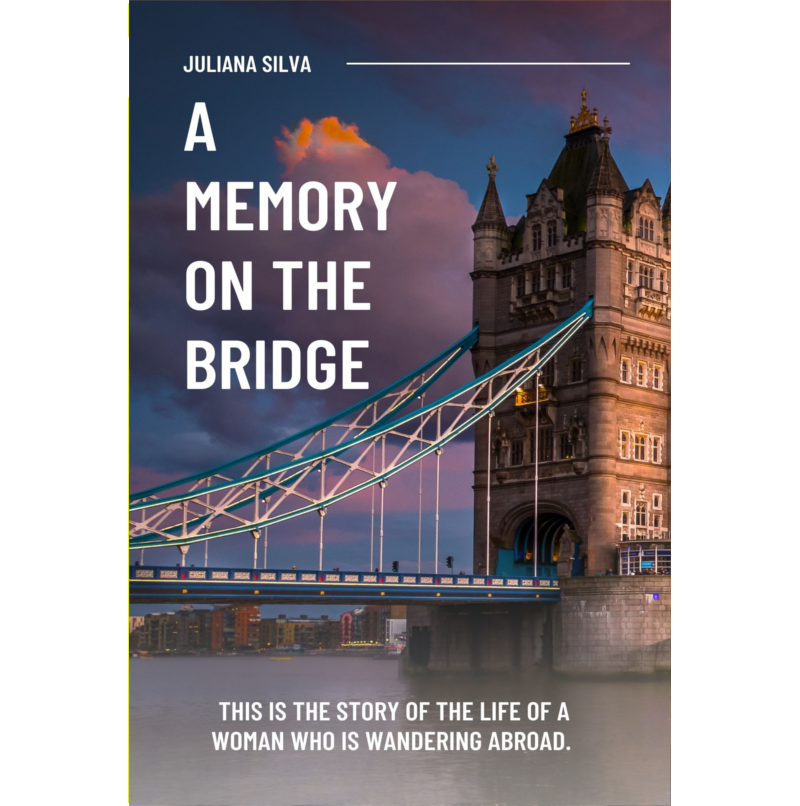 JULIANA SILVA
A
MEMORY
ON THE
BRIDGE
THIS IS THE STORY OF THE LIFE OF A
WOMAN WHO IS WANDERING ABROAD.